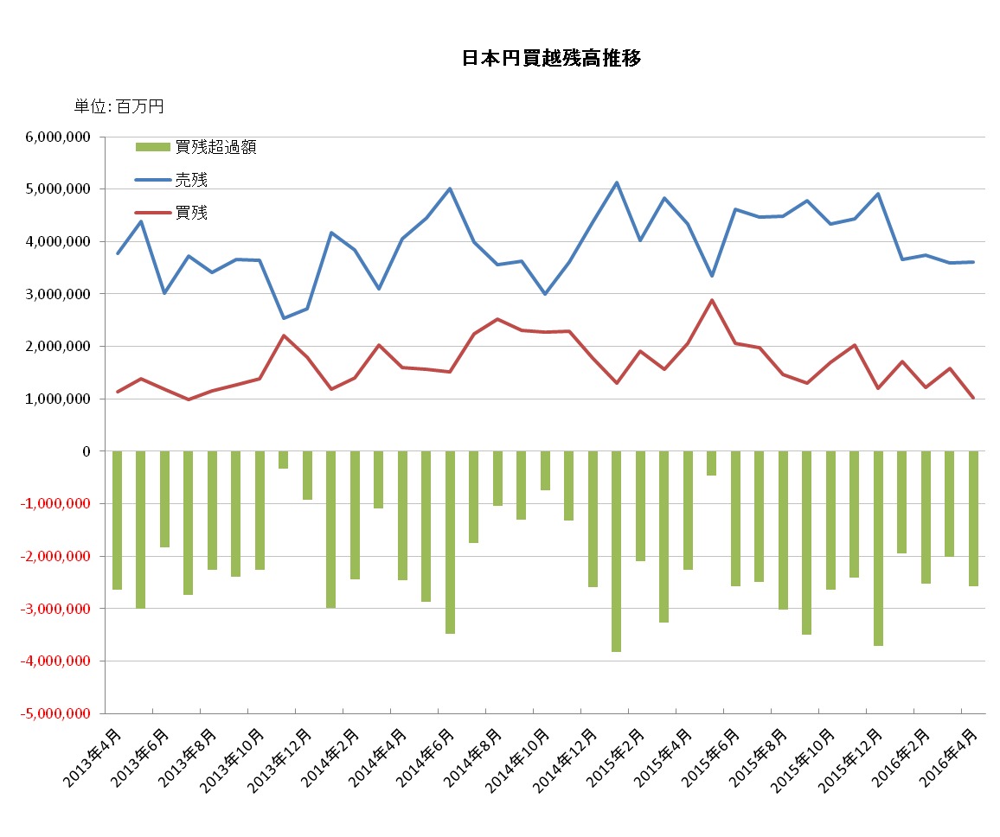 日本円買越残高推移
単位: 百万円
6,000,000
5,000,000
4,000,000
3,000,000
2,000,000
1,000,000
0
-1,000,000
-2,000,000
-3,000,000
-4,000,000
-5,000,000
買残超過額
売残
買残
2013年4月
2013年6月
2013年8月
2013年10月
2013年12月
2014年2月
2014年4月
2014年6月
2014年8月
2014年10月
2014年12月
2015年2月
2015年4月
2015年6月
2015年8月
2015年10月
2015年12月
2016年2月
2016年4月